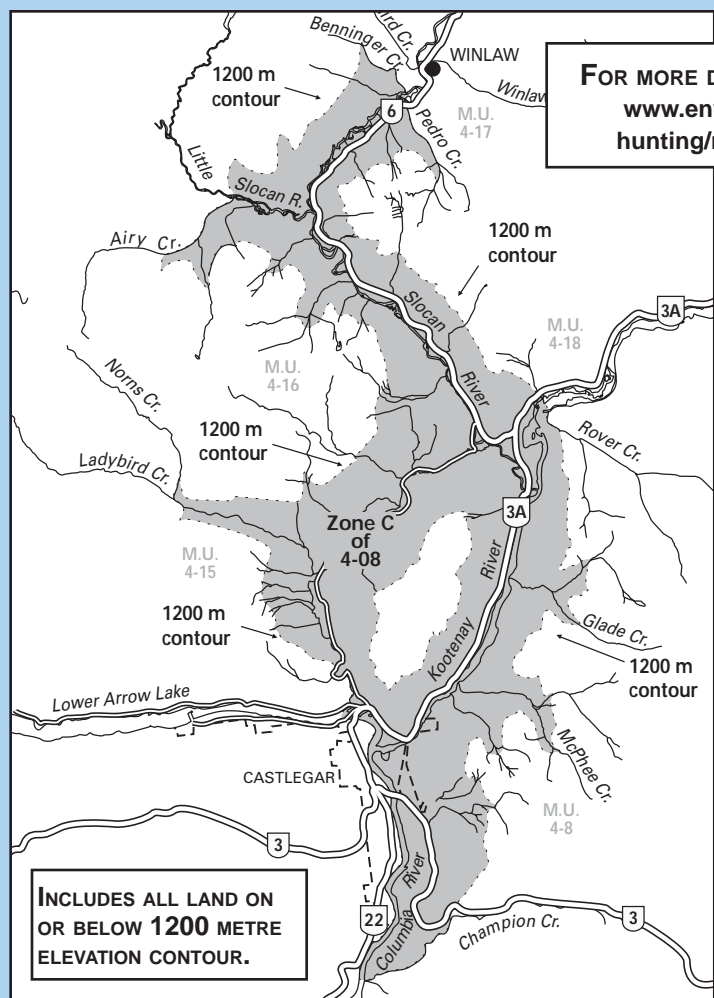 Benninger Cr.
WINLAW
1200 m
contour
FOR MORE
www.en
hunting/
6
M.U.
4-17
Pedro Cr.
Little
Slocan R.
Airy Cr.
1200 m
contour
Slocan
River
3A
M.U.
4-18
M.U.
4-16
Norns Cr.
1200 m
contour
Ladybird Cr.
Rover Cr.
Zone C
of
4-08
3A
M.U.
4-15
Kootenay
River
1200 m
contour
Glade Cr.
1200 m
contour
Lower Arrow Lake
McPhee Cr.
CASTLEGAR
M.U.
4-8
3
INCLUDES ALL LAND ON
OR BELOW 1200 METRE
ELEVATION CONTOUR.
22
Columbia
River
Champion Cr.
3